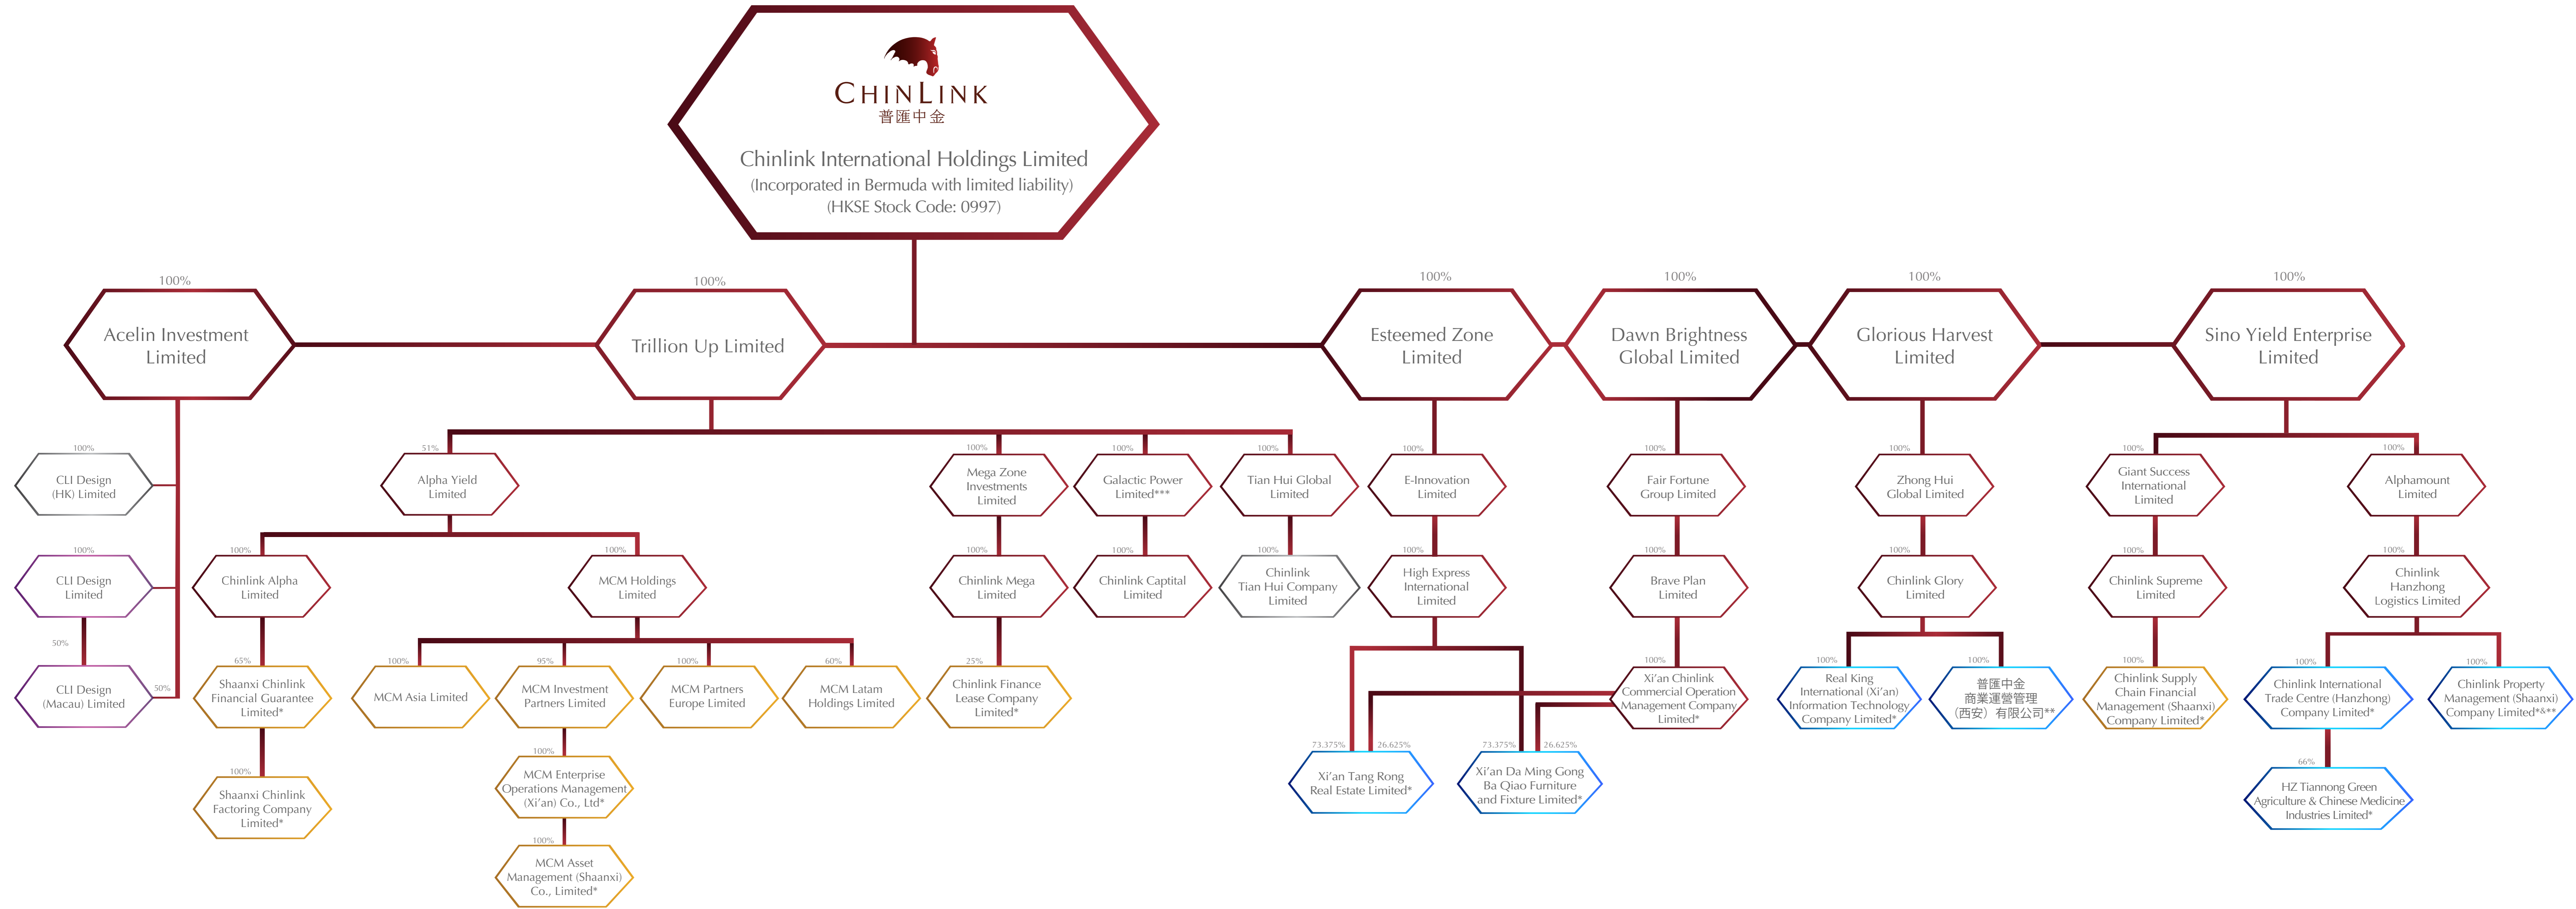 CHINLINK
普匯中金
Chinlink International Holdings Limited
(Incorporated in Bermuda with limited liability)
(HKSE Stock Code: 0997)
100%
Acelin Investment
Limited
100%
Trillion Up Limited
100%
Esteemed Zone
Limited
100%
Dawn Brightness
Global Limited
100%
Glorious Harvest
Limited
100%
Sino Yield Enterprise
Limited
100%
CLI Design
(HK) Limited
51%
Alpha Yield
Limited
100%
Mega Zone
Investments
Limited
100%
Galactic Power
Limited***
100%
Tian Hui Global
Limited
100%
E-Innovation
Limited
100%
Fair Fortune
Group Limited
100%
Zhong Hui
Global Limited
100%
Giant Success
International
Limited
100%
Alphamount
Limited
100%
CLI Design
Limited
100%
Chinlink Alpha
Limited
100%
MCM Holdings
Limited
100%
Chinlink Mega
Limited
100%
Chinlink Captital
Limited
100%
Chinlink
Tian Hui Company
Limited
100%
High Express
International
Limited
100%
Brave Plan
Limited
100%
Chinlink Glory
Limited
100%
Chinlink Supreme
Limited
100%
Chinlink
Hanzhong
Logistics Limited
50%
50%
CLI Design
(Macau) Limited
65%
Shaanxi Chinlink
Financial Guarantee
Limited*
100%
MCM Asia Limited
95%
MCM Investment
Partners Limited
100%
MCM Partners
Europe Limited
60%
MCM Latam
Holdings Limited
25%
Chinlink Finance
Lease Company
Limited*
100%
Xi’an Chinlink
Commercial Operation
Management Company
Limited*
100%
Real King
International (Xi’an)
Information Technology
Company Limited*
100%
普匯中金
商業運營管理
（西安）有限公司**
100%
Chinlink Supply
Chain Financial
Management (Shaanxi)
Company Limited*
100%
Chinlink International
Trade Centre (Hanzhong)
Company Limited*
100%
Chinlink Property
Management (Shaanxi)
Company Limited*&**
100%
Shaanxi Chinlink
Factoring Company
Limited*
100%
MCM Enterprise
Operations Management
(Xi’an) Co., Ltd*
73.375%
26.625%
Xi’an Tang Rong
Real Estate Limited*
73.375%
26.625%
Xi’an Da Ming Gong
Ba Qiao Furniture
and Fixture Limited*
66%
HZ Tiannong Green
Agriculture & Chinese Medicine
Industries Limited*
100%
MCM Asset
Management (Shaanxi)
Co., Limited*